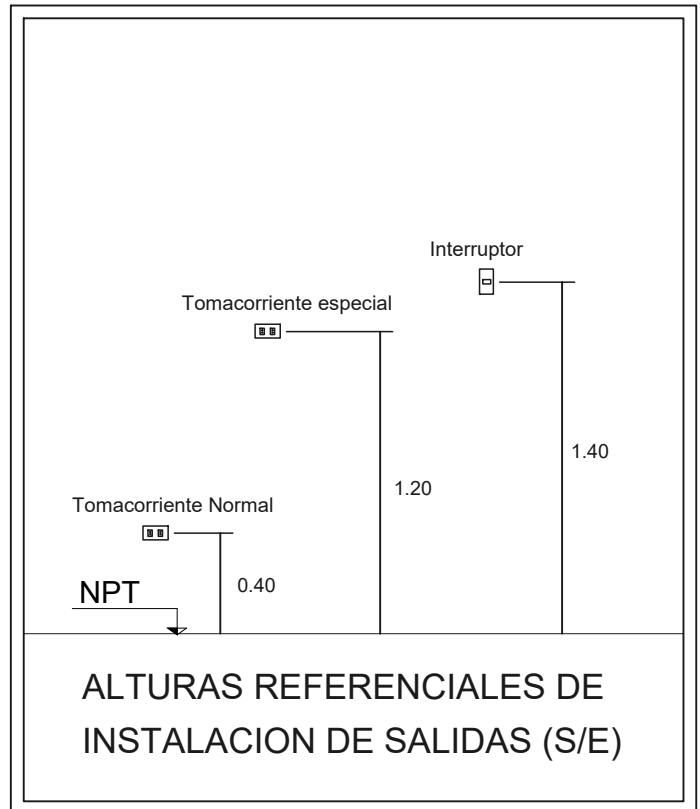 Interruptor
Tomacorriente especial
1.40
1.20
Tomacorriente Normal
0.40
NPT
ALTURAS REFERENCIALES DE
INSTALACION DE SALIDAS (S/E)